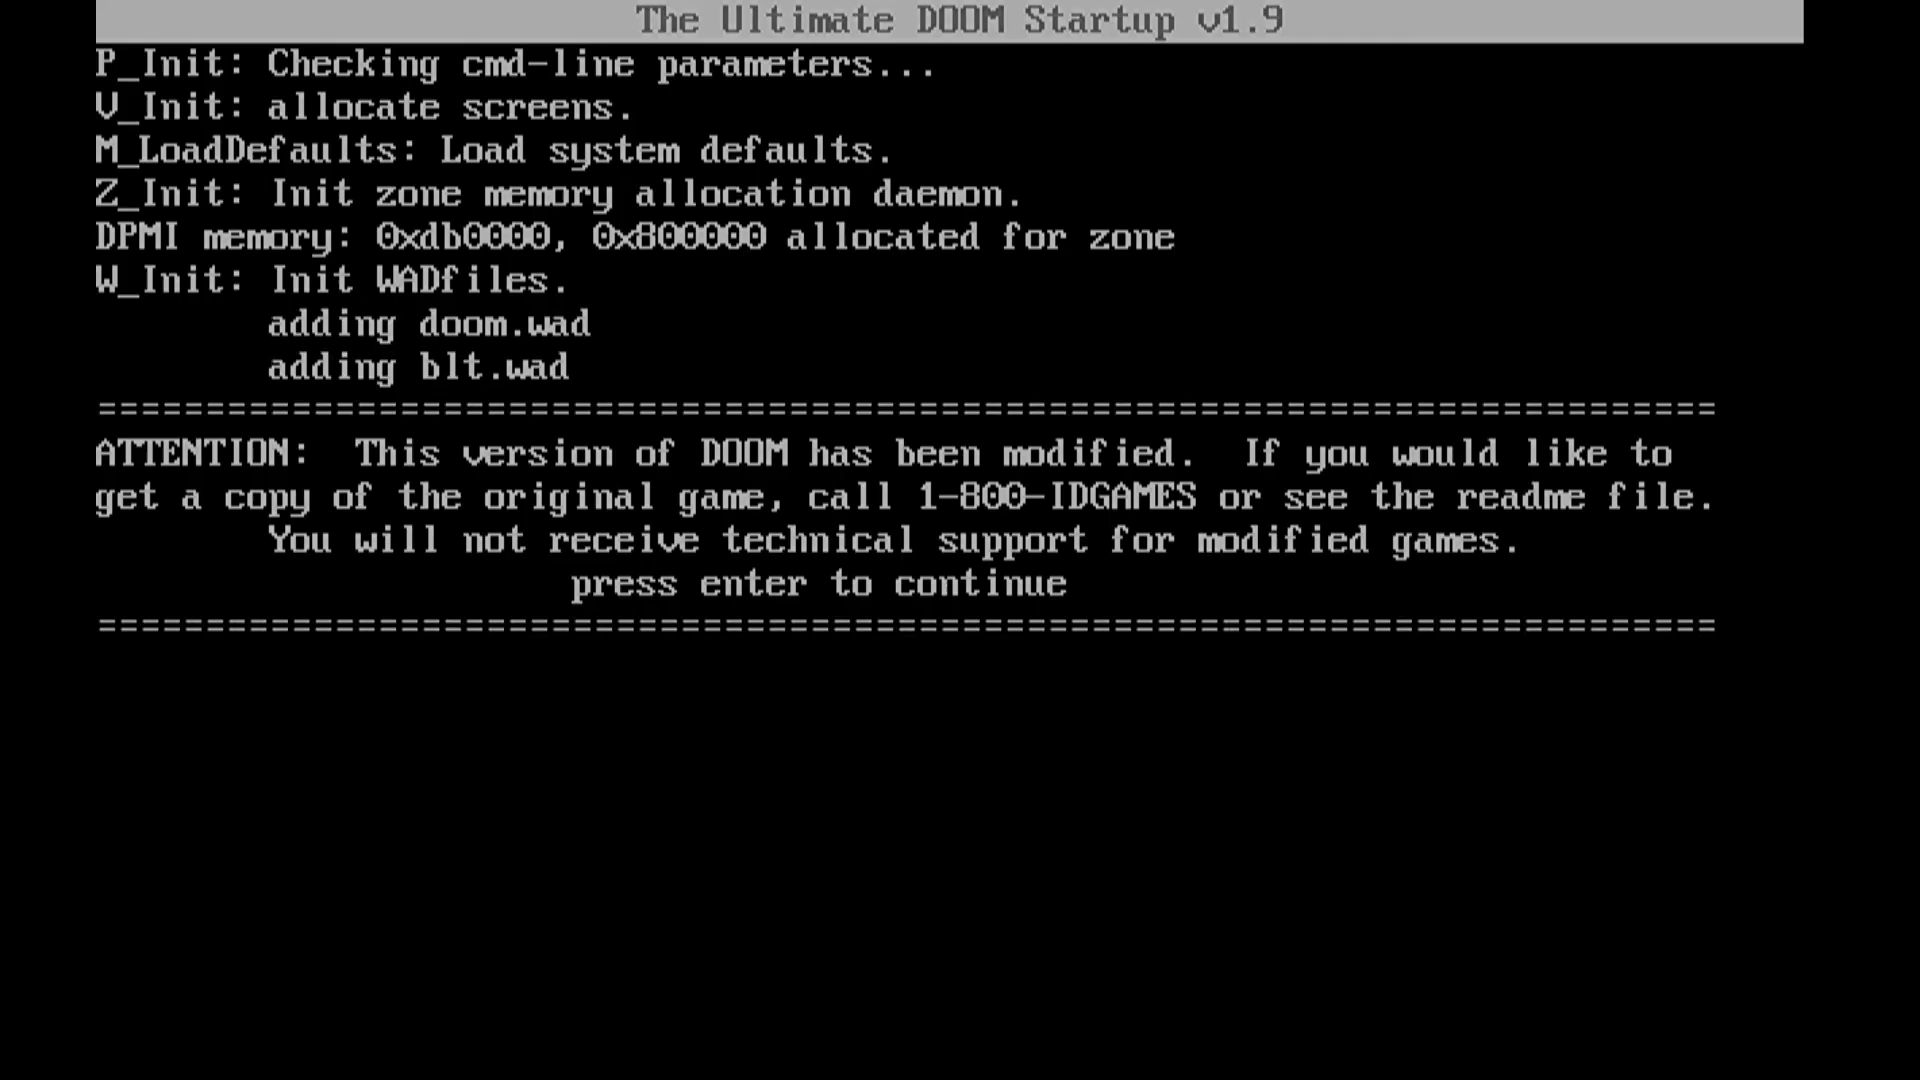 The Ultimate DOOM Startup v1.9
P_Init: Checking cmd-line parameters...
V_Init: allocate screens.
M_LoadDefaults: Load system defaults.
Z_Init: Init zone memory allocation daemon.
DPMI memory: 0xdb0000, 0x800000 allocated for zone
W_Init: Init WADfiles.
adding doom.wad
adding blt.wad
===========================================================================
ATTENTION:  This version of DOOM has been modified.  If you would like to
get a copy of the original game, call 1-800-IDGAMES or see the readme file.
You will not receive technical support for modified games.
press enter to continue
===========================================================================